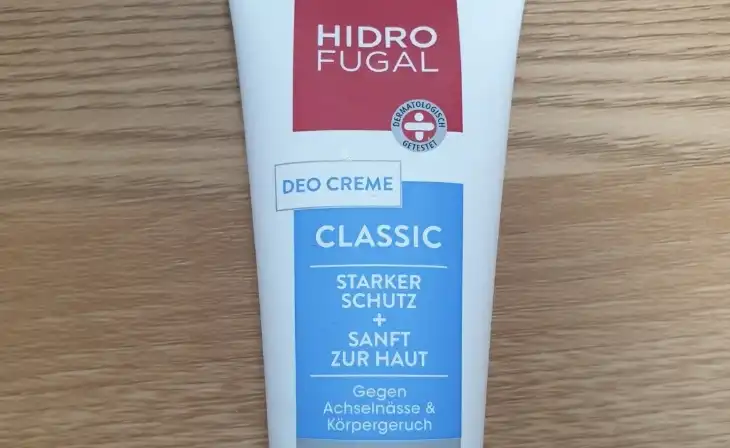 HIDRO
FUGAL
DERMATOLOGISCH
GETESTET
DEO CREME
CLASSIC
STARKER
SCHUTZ
+
SANFT
ZUR HAUT
Gegen
Achselnässe &
Körpergeruch